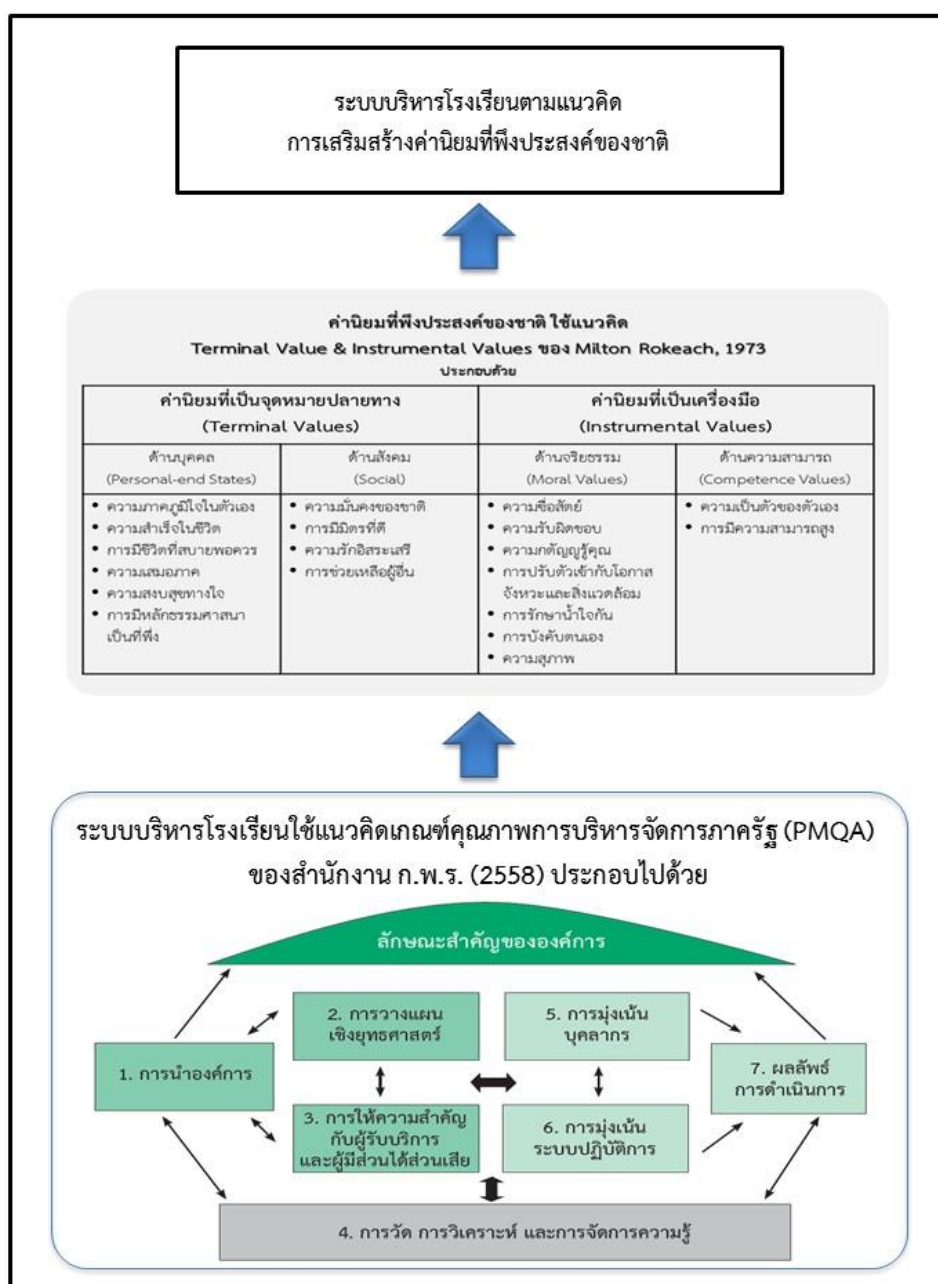 ระบบบริหารโรงเรียนตามแนวคิด
การเสริมสร้างค่านิยมที่พึงประสงค์ของชาติ
ค่านิยมที่พึงประสงค์ของชาติ ใช้แนวคิด
Terminal Value & Instrumental Values ของ Milton Rokeach, 1973
ประกอบด้วย
ค่านิยมที่เป็นจุดหมายปลายทาง
(Terminal Values)
ค่านิยมที่เป็นเครื่องมือ
(Instrumental Values)
ด้านบุคคล
(Personal-end States)
ด้านสังคม
(Social)
ด้านจริยธรรม
(Moral Values)
ด้านความสามารถ
(Competence Values)
• ความภาคภูมิใจในตัวเอง
• ความสำเร็จในชีวิต
• การมีชีวิตที่สบายพอควร
• ความเสมอภาค
• ความสงบสุขทางใจ
• การมีหลักธรรมศาสนา
เป็นที่พึ่ง
• ความมั่นคงของชาติ
• การมีมิตรที่ดี
• ความรักอิสระเสรี
• การช่วยเหลือผู้อื่น
• ความซื่อสัตย์
• ความรับผิดชอบ
• ความกตัญญูรู้คุณ
• การปรับตัวเข้ากับโอกาส
จังหวะและสิ่งแวดล้อม
• การรักษาน้ำใจกัน
• การบังคับตนเอง
• ความสุภาพ
• ความเป็นตัวของตัวเอง
• การมีความสามารถสูง
ระบบบริหารโรงเรียนใช้แนวคิดเกณฑ์คุณภาพการบริหารจัดการภาครัฐ (PMQA)
ของสำนักงาน ก.พ.ร. (2558) ประกอบไปด้วย
ลักษณะสำคัญขององค์การ
1. การนำองค์การ
2. การวางแผน
เชิงยุทธศาสตร์
3. การให้ความสำคัญ
กับผู้รับบริการ
และผู้มีส่วนได้ส่วนเสีย
5. การมุ่งเน้น
บุคลากร
6. การมุ่งเน้น
ระบบปฏิบัติการ
7. ผลลัพธ์
การดำเนินการ
4. การวัด การวิเคราะห์ และการจัดการความรู้